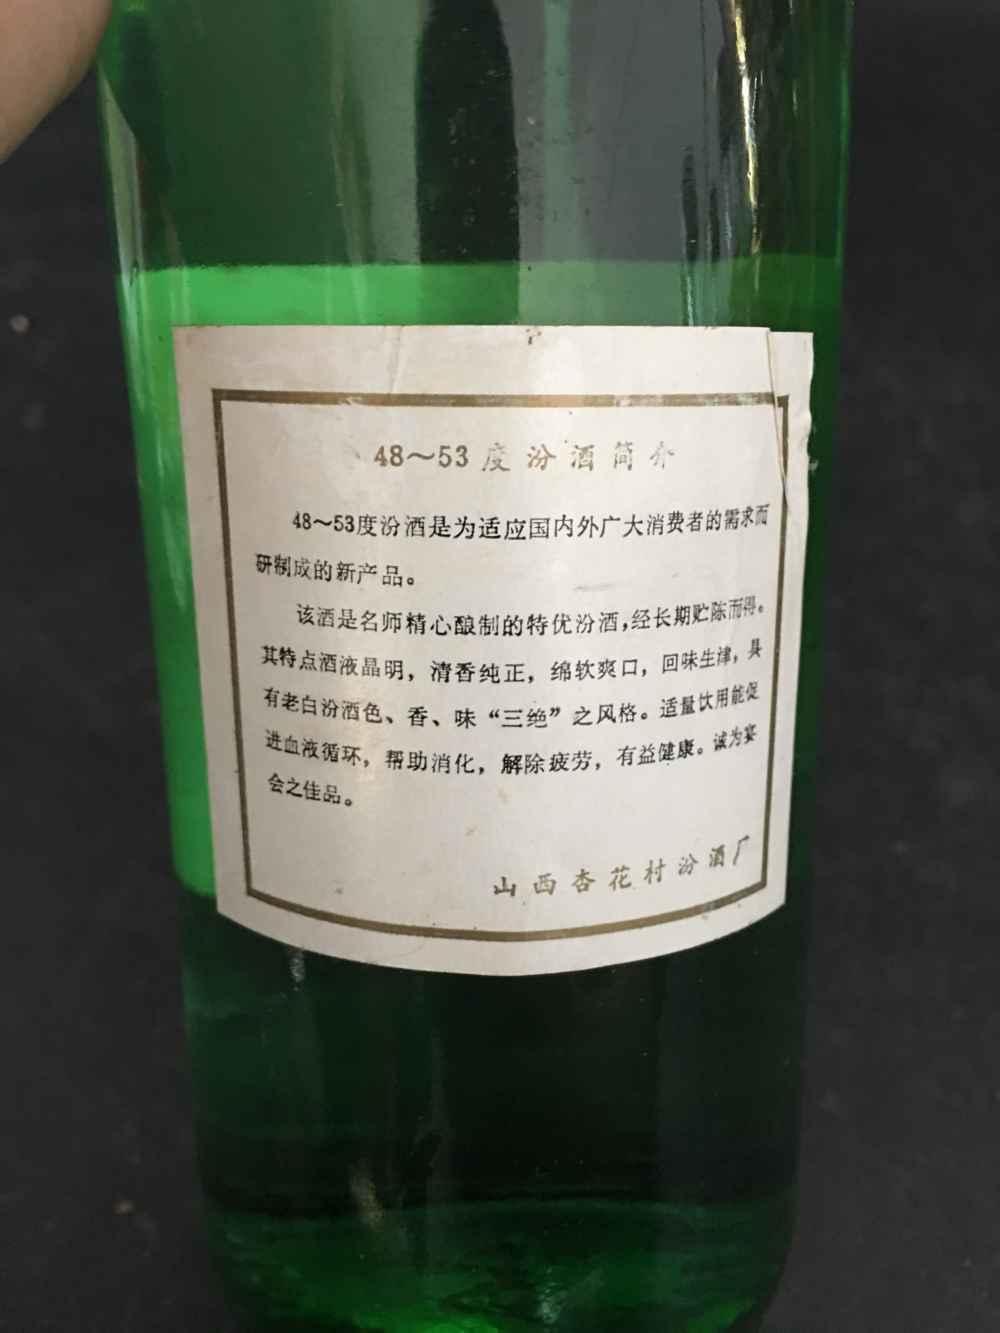 48～53度汾酒简介
48～53度汾酒是为适应国内外广大消费者的需求而
研制成的新产品。
该酒是名师精心酿制的特优汾酒，经长期贮陈而得。
其特点酒液晶明，清香纯正，绵软爽口，回味生津，具
有老白汾酒色、香、味“三绝”之风格。适量饮用能促
进血液循环，帮助消化，解除疲劳，有益健康。诚为宴
会之佳品。
山西杏花村汾酒厂